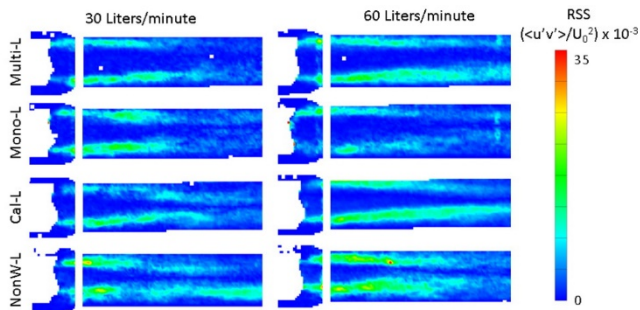 30 Liters/minute
60 Liters/minute
RSS
(<u'v'>/U₀²) x 10⁻³
Multi-L
Mono-L
Cal-L
NonW-L
35
0